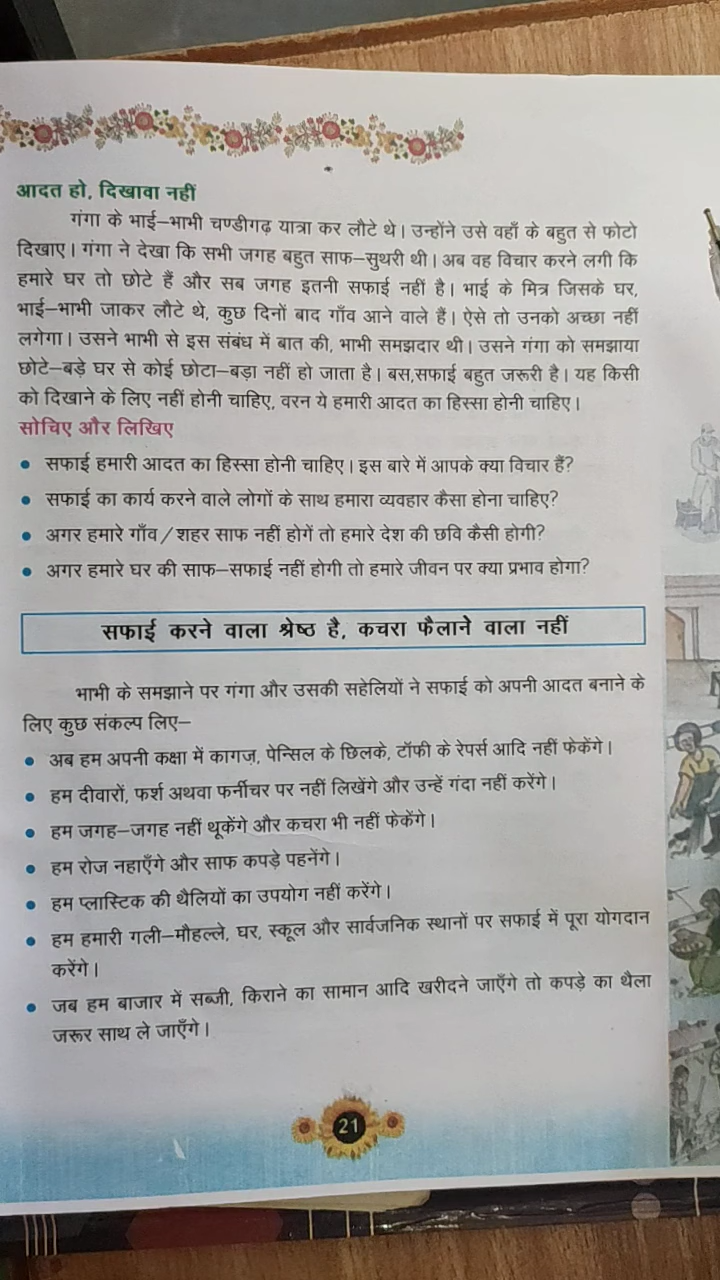 आदत हो, दिखावा नहीं
गंगा के भाई–भाभी चण्डीगढ़ यात्रा कर लौटे थे। उन्होंने उसे वहाँ के बहुत से फोटो
दिखाए। गंगा ने देखा कि सभी जगह बहुत साफ–सुथरी थी। अब वह विचार करने लगी कि
हमारे घर तो छोटे हैं और सब जगह इतनी सफाई नहीं है। भाई के मित्र जिसके घर,
भाई–भाभी जाकर लौटे थे, कुछ दिनों बाद गाँव आने वाले हैं। ऐसे तो उनको अच्छा नहीं
लगेगा। उसने भाभी से इस संबंध में बात की, भाभी समझदार थी। उसने गंगा को समझाया
छोटे–बड़े घर से कोई छोटा–बड़ा नहीं हो जाता है। बस,सफाई बहुत जरूरी है। यह किसी
को दिखाने के लिए नहीं होनी चाहिए, वरन ये हमारी आदत का हिस्सा होनी चाहिए।
सोचिए और लिखिए
• सफाई हमारी आदत का हिस्सा होनी चाहिए। इस बारे में आपके क्या विचार हैं?
• सफाई का कार्य करने वाले लोगों के साथ हमारा व्यवहार कैसा होना चाहिए?
• अगर हमारे गाँव/शहर साफ नहीं होगें तो हमारे देश की छवि कैसी होगी?
• अगर हमारे घर की साफ–सफाई नहीं होगी तो हमारे जीवन पर क्या प्रभाव होगा?
सफाई करने वाला श्रेष्ठ है, कचरा फैलाने वाला नहीं
भाभी के समझाने पर गंगा और उसकी सहेलियों ने सफाई को अपनी आदत बनाने के
लिए कुछ संकल्प लिए–
• अब हम अपनी कक्षा में कागज़, पेन्सिल के छिलके, टॉफी के रेपर्स आदि नहीं फेकेंगे।
• हम दीवारों, फर्श अथवा फर्नीचर पर नहीं लिखेंगे और उन्हें गंदा नहीं करेंगे।
• हम जगह–जगह नहीं थूकेंगे और कचरा भी नहीं फेकेंगे।
• हम रोज नहाएँगे और साफ कपड़े पहनेंगे।
• हम प्लास्टिक की थैलियों का उपयोग नहीं करेंगे।
• हम हमारी गली–मौहल्ले, घर, स्कूल और सार्वजनिक स्थानों पर सफाई में पूरा योगदान
करेंगे।
• जब हम बाजार में सब्जी, किराने का सामान आदि खरीदने जाएँगे तो कपड़े का थैला
जरूर साथ ले जाएँगे।
21